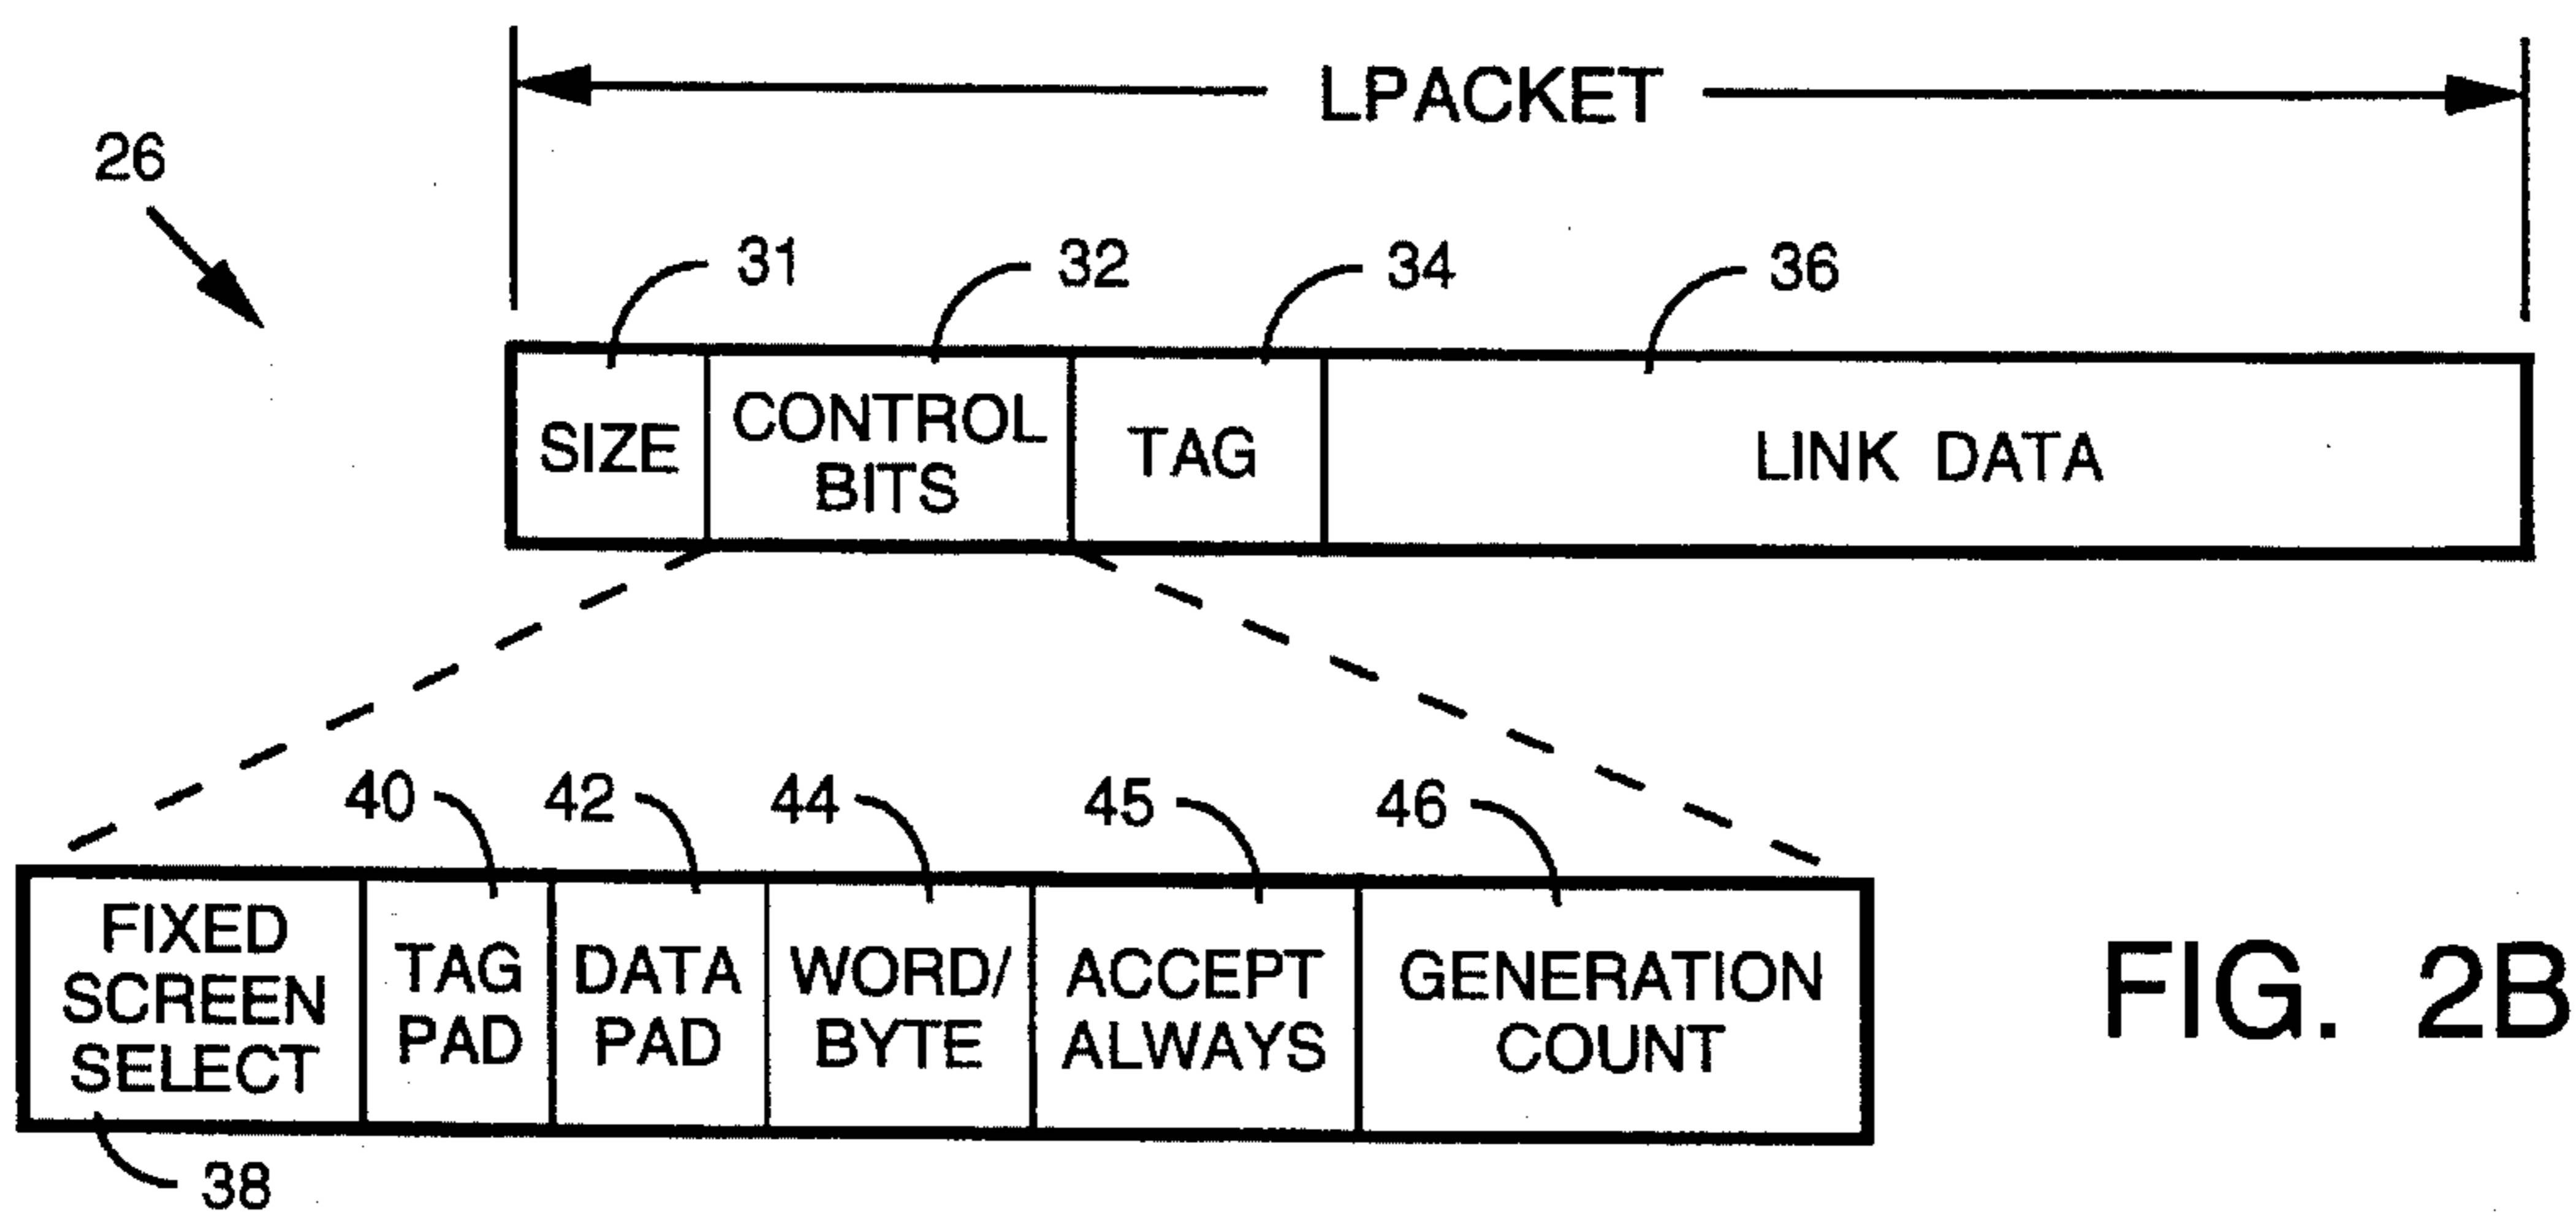 LPACKET
26
31
32
34
36
SIZE
CONTROL
BITS
TAG
LINK DATA
40
42
44
45
46
FIXED
SCREEN
SELECT
TAG
PAD
DATA
PAD
WORD/
BYTE
ACCEPT
ALWAYS
GENERATION
COUNT
38
FIG. 2B